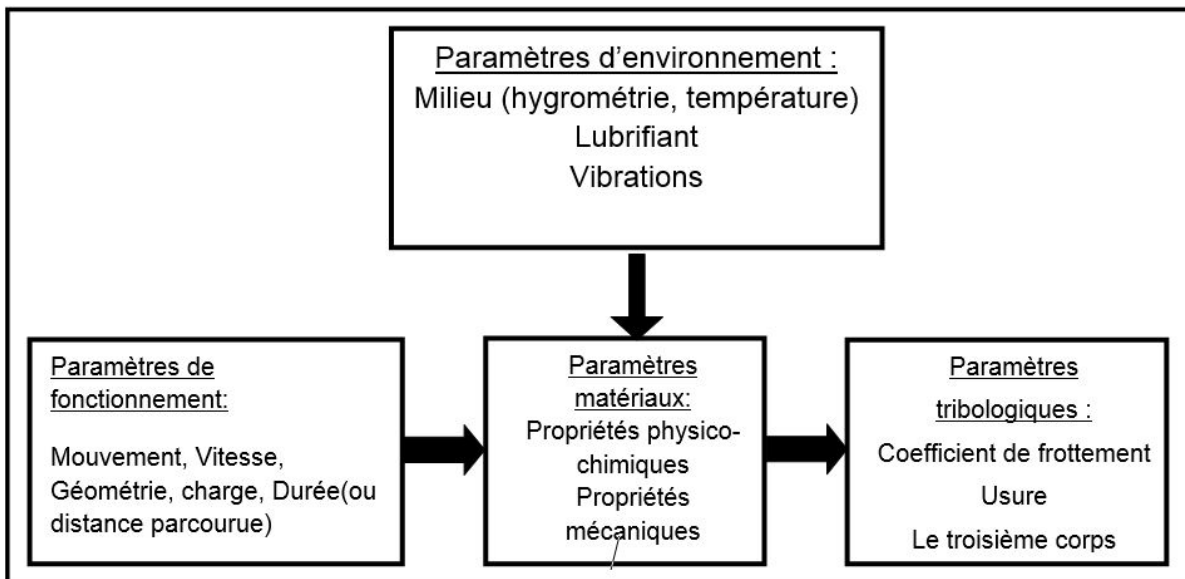 Paramètres d'environnement :
Milieu (hygrométrie, température)
Lubrifiant
Vibrations
Paramètres de
fonctionnement:
Mouvement, Vitesse,
Géométrie, charge, Durée(ou
distance parcourue)
Paramètres
matériaux:
Propriétés physico-
chimiques
Propriétés
mécaniques
Paramètres
tribologiques :
Coefficient de frottement
Usure
Le troisième corps